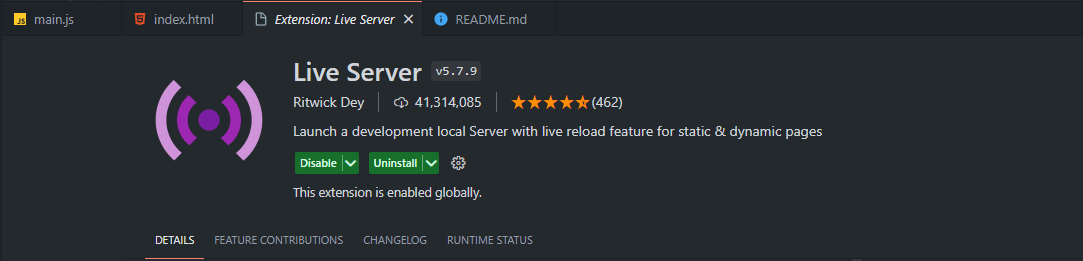 JS main.js index.html Extension: Live Server README.md
Live Server v5.7.9
Ritwick Dey 41,314,085 (462)
Launch a development local Server with live reload feature for static & dynamic pages
Disable Uninstall
This extension is enabled globally.
DETAILS FEATURE CONTRIBUTIONS CHANGELOG RUNTIME STATUS